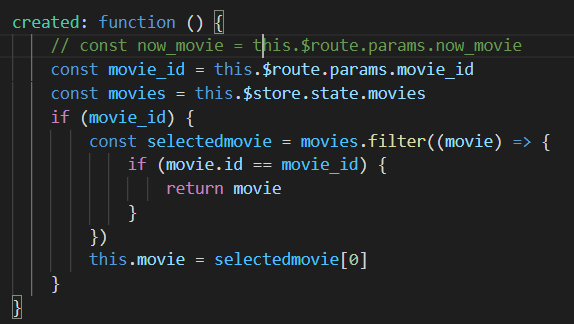 created: function () {
// const now_movie = this.$route.params.now_movie
const movie_id = this.$route.params.movie_id
const movies = this.$store.state.movies
if (movie_id) {
const selectedmovie = movies.filter((movie) => {
if (movie.id == movie_id) {
return movie
}
})
this.movie = selectedmovie[0]
}
}